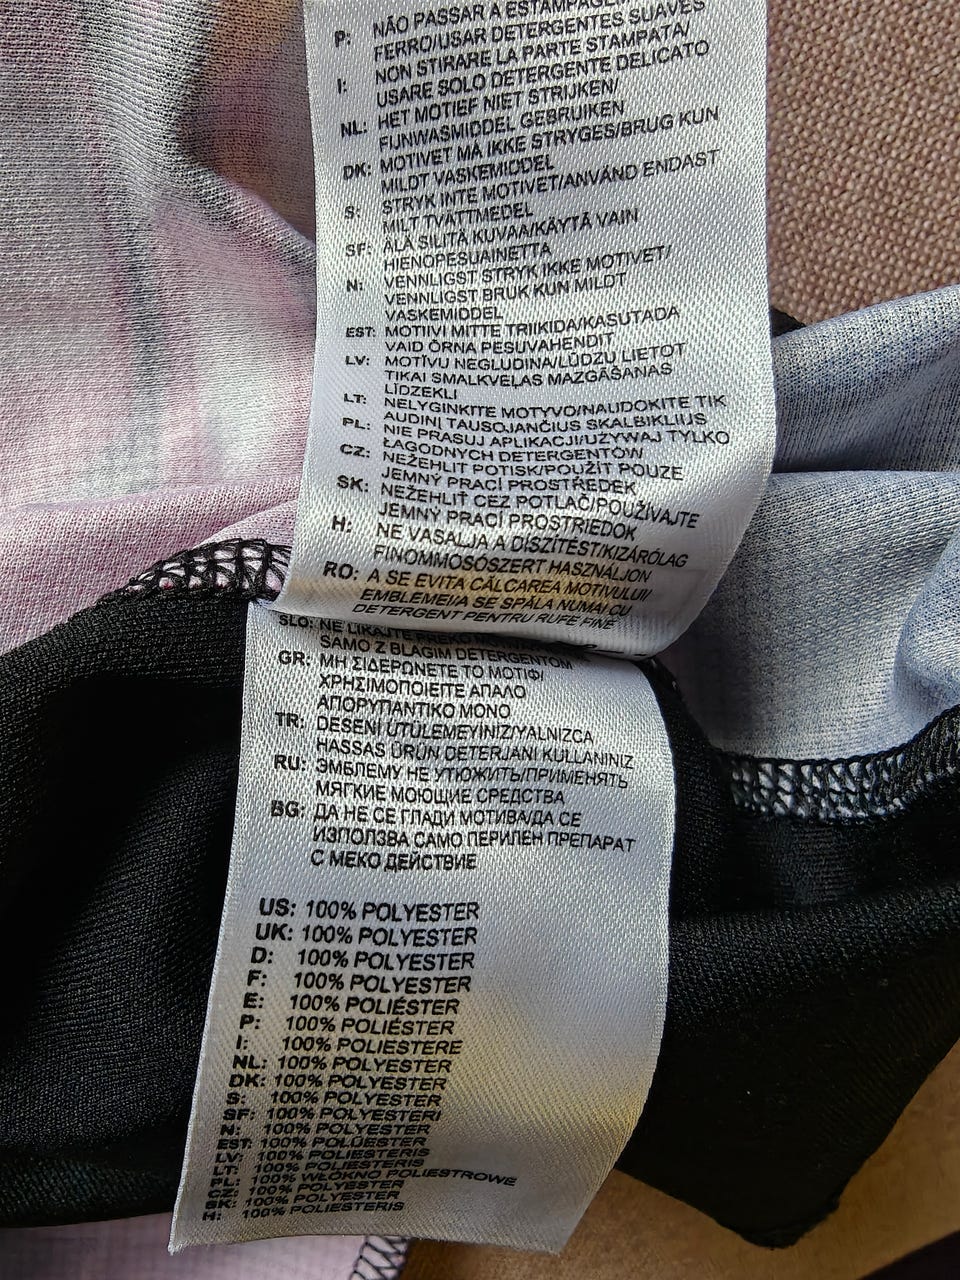 P: NÃO PASSAR A
FERRO/USAR DETERGENTES SUAVES
I: NON STIRARE LA PARTE STAMPATA/
USARE SOLO DETERGENTE DELICATO
NL: HET MOTIEF NIET STRIJKEN/
FIJNWASMIDDEL GEBRUIKEN
DK: MOTIVET MA IKKE STRYGES/BRUG KUN
MILDT VASKEMIDDEL
S: STRYK INTE MOTIVET/ANVÄND ENDAST
MILT TVÄTTMEDEL
SF: ÄLÄ SILITÄ KUVAA/KÄYTÄ VAIN
HIENOPESUAINETTA
N: VENNLIGST STRYK IKKE MOTIVET/
VENNLIGST BRUK KUN MILDT
VASKEMIDDEL
EST: MOTIIVI MITTE TRIIKIDA/KASUTADA
VAID ÕRNA PESUVAHENDIT
LV: MOTĪVU NEGLUDINA/LŪDZU LIETOT
TIKAI SMALKVEĻAS MAZGĀŠANAS
LĪDZEKLI
LT: NELYGINKITE MOTYVO/NAUDOKITE TIK
AUDINĮ TAUSOJANČIUS SKALBIKLIUS
PL: NIE PRASUJ APLIKACJI/UŻYWAJ TYLKO
ŁAGODNYCH DETERGENTÓW
CZ: NEŽEHLIT POTISK/POUŽÍT POUZE
JEMNÝ PRACÍ PROSTŘEDEK
SK: NEŽEHLIŤ CEZ POTLAČ/POUŽÍVAJTE
JEMNÝ PRACÍ PROSTRIEDOK
H: NE VASALJA A DÍSZÍTÉST/KIZÁRÓLAG
FINOMMOSÓSZERT HASZNÁLJON
RO: A SE EVITA CĂLCAREA MOTIVULUI/
EMBLEMEI/A SE SPĂLA NUMAI CU
DETERGENT PENTRU RUFE FINE
SLO: NE LIKAJTE PREKO
SAMO Z BLAGIM DETERGENTOM
GR: ΜΗ ΣΙΔΕΡΩΝΕΤΕ ΤΟ ΜΟΤΙΦ/
ΧΡΗΣΙΜΟΠΟΙΕΙΤΕ ΑΠΑΛΟ
ΑΠΟΡΥΠΑΝΤΙΚΟ ΜΟΝΟ
TR: DESENİ ÜTÜLEMEYİNİZ/YALNIZCA
HASSAS ÜRÜN DETERJANI KULLANINIZ
RU: ЭМБЛЕМУ НЕ УТЮЖИТЬ/ПРИМЕНЯТЬ
МЯГКИЕ МОЮЩИЕ СРЕДСТВА
BG: ДА НЕ СЕ ГЛАДИ МОТИВА/ДА СЕ
ИЗПОЛЗВА САМО ПЕРИЛЕН ПРЕПАРАТ
С МЕКО ДЕЙСТВИЕ
US: 100% POLYESTER
UK: 100% POLYESTER
D: 100% POLYESTER
F: 100% POLYESTER
E: 100% POLIÉSTER
P: 100% POLIÉSTER
I: 100% POLIESTERE
NL: 100% POLYESTER
DK: 100% POLYESTER
S: 100% POLYESTER
SF: 100% POLYESTERI
N: 100% POLYESTER
EST: 100% POLÜESTER
LV: 100% POLIESTERIS
LT: 100% POLIESTERIS
PL: 100% WŁÓKNO POLIESTROWE
CZ: 100% POLYESTER
SK: 100% POLYESTER
H: 100% POLIESTERIS